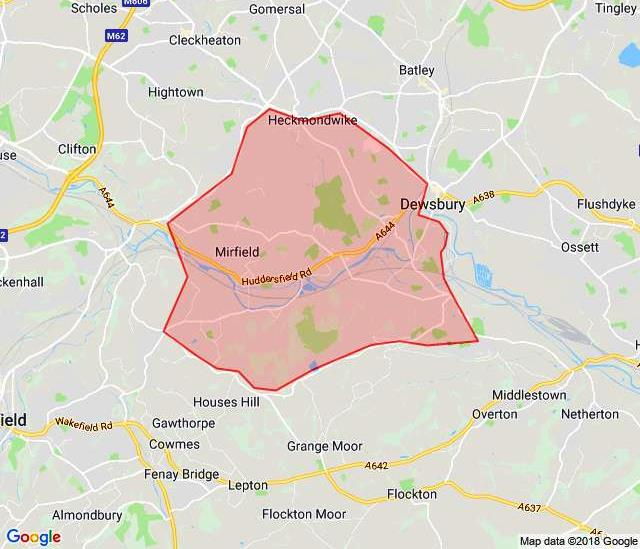 Scholes
M606
Gomersal
Tingley
M62
Cleckheaton
Batley
Hightown
Heckmondwike
Clifton
A644
Dewsbury
A638
Flushdyke
A644
Ossett
Mirfield
Huddersfield Rd
Houses Hill
Middlestown
Overton
Netherton
Gawthorpe
Wakefield Rd
Cowmes
Grange Moor
Fenay Bridge
A642
Lepton
Flockton
A637
Almondbury
Flockton Moor
Google
Map data ©2018 Google